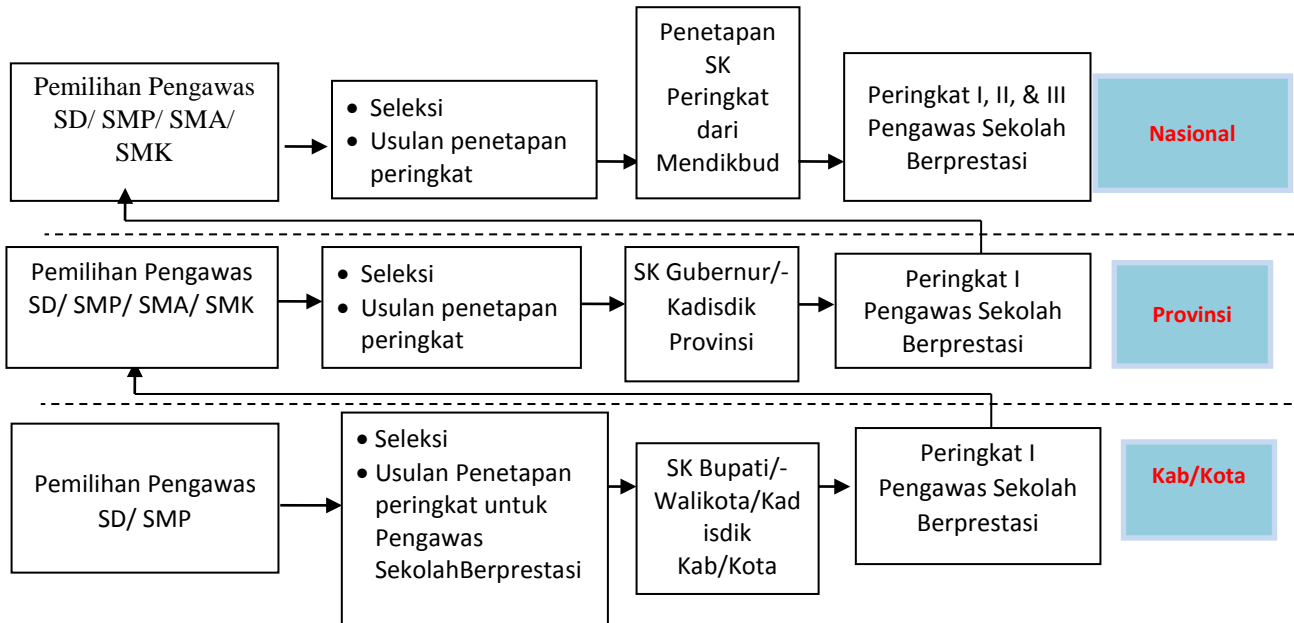 Pemilihan Pengawas
SD/ SMP/ SMA/
SMK
• Seleksi
• Usulan penetapan
peringkat
Penetapan
SK
Peringkat
dari
Mendikbud
Peringkat I, II, & III
Pengawas Sekolah
Berprestasi
Nasional
Pemilihan Pengawas
SD/ SMP/ SMA/ SMK
• Seleksi
• Usulan penetapan
peringkat
SK Gubernur/-
Kadisdik
Provinsi
Peringkat I
Pengawas Sekolah
Berprestasi
Provinsi
Pemilihan Pengawas
SD/ SMP
• Seleksi
• Usulan Penetapan
peringkat untuk
Pengawas
SekolahBerprestasi
SK Bupati/-
Walikota/Kad
isdik
Kab/Kota
Peringkat I
Pengawas Sekolah
Berprestasi
Kab/Kota